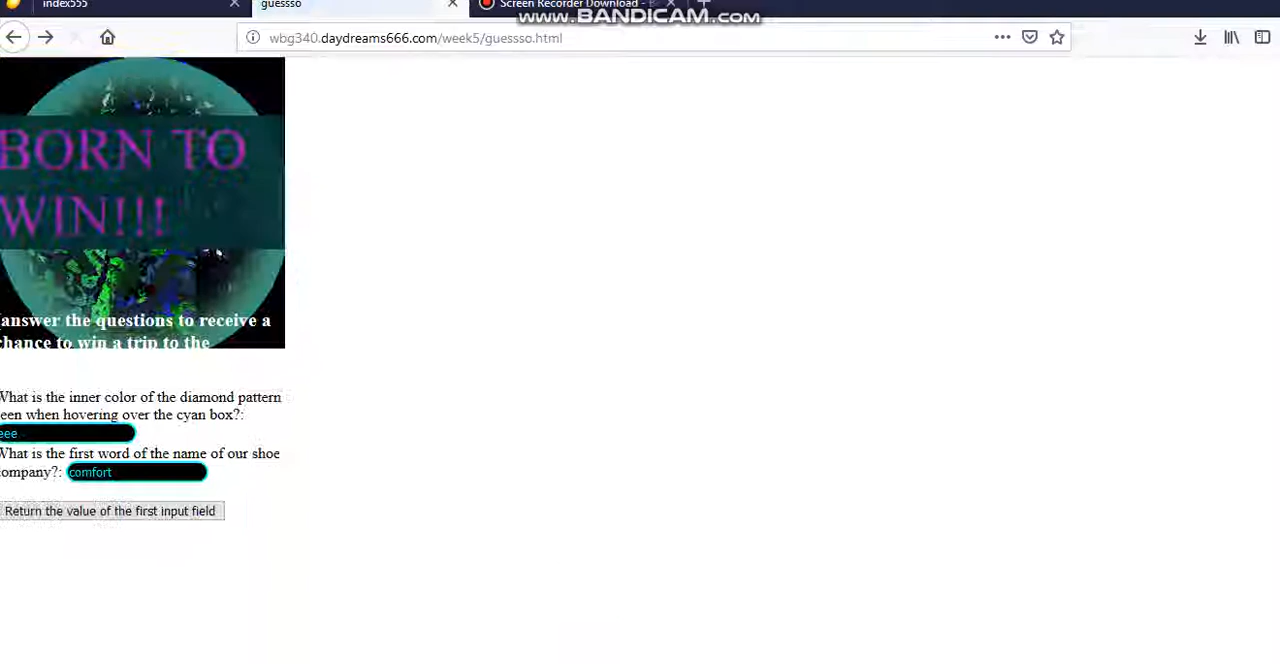 index555
guessso
Screen Recorder Download -
www.BANDICAM.com
wbg340.daydreams666.com/week5/guessso.html
BORN TO
WIN!!!
answer the questions to receive a
chance to win a trip to the
What is the inner color of the diamond pattern
een when hovering over the cyan box?:
eee
What is the first word of the name of our shoe
ompany?: comfort
Return the value of the first input field